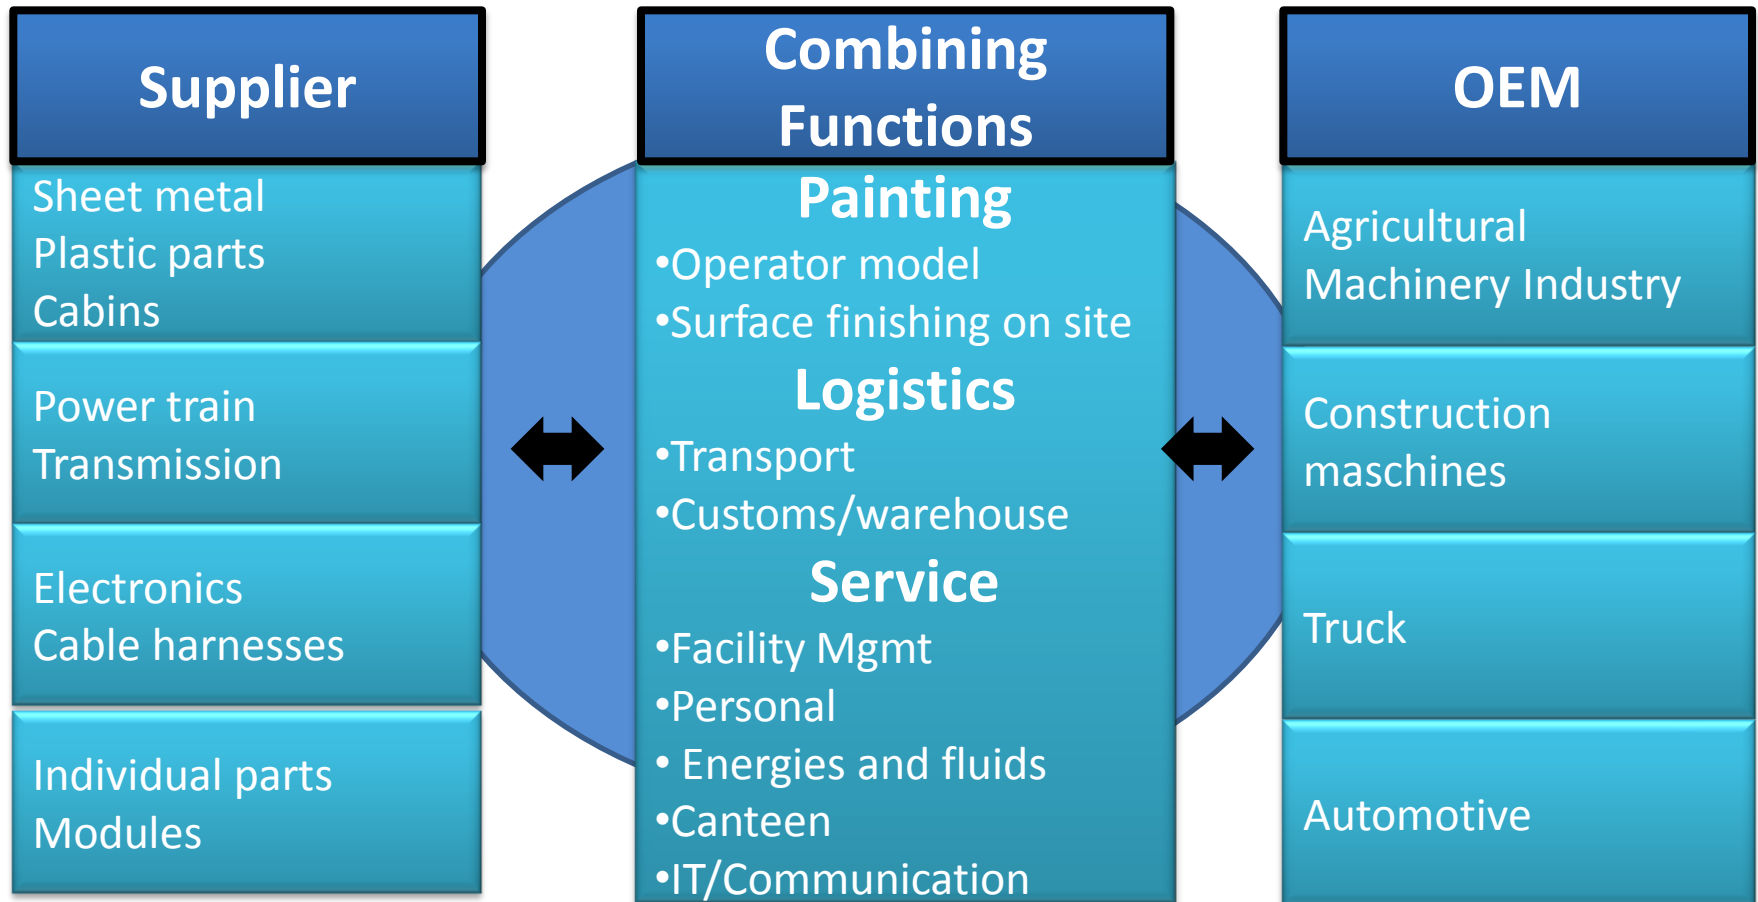 Supplier
Sheet metal
Plastic parts
Cabins
Power train
Transmission
Electronics
Cable harnesses
Individual parts
Modules
Combining
Functions
Painting
•Operator model
•Surface finishing on site
Logistics
•Transport
•Customs/warehouse
Service
•Facility Mgmt
•Personal
• Energies and fluids
•Canteen
•IT/Communication
OEM
Agricultural
Machinery Industry
Construction
maschines
Truck
Automotive